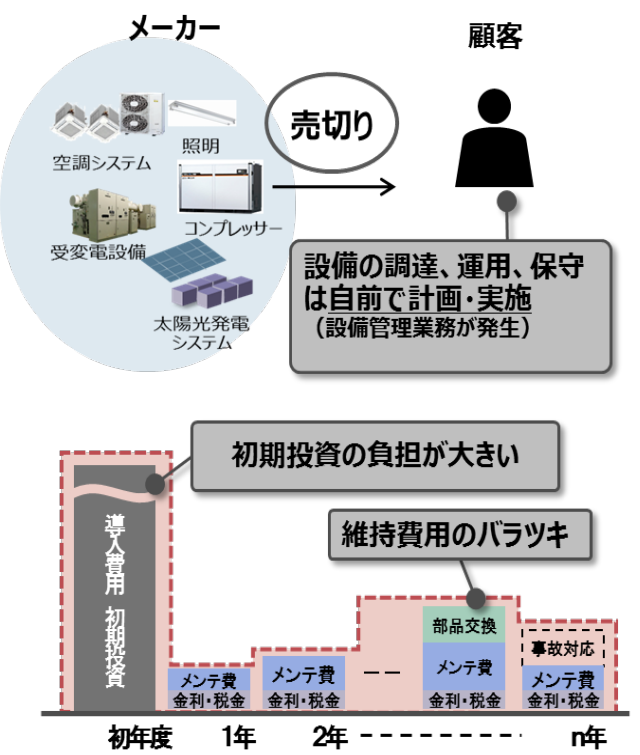 メーカー
顧客
売切り
空調システム
照明
コンプレッサー
受変電設備
太陽光発電
システム
設備の調達、運用、保守
は自前で計画・実施
（設備管理業務が発生）
初期投資の負担が大きい
維持費用のバラツキ
導入費用 初期投資
メンテ費
金利・税金
メンテ費
金利・税金
部品交換
メンテ費
金利・税金
事故対応
メンテ費
金利・税金
初年度 1年 2年 n年